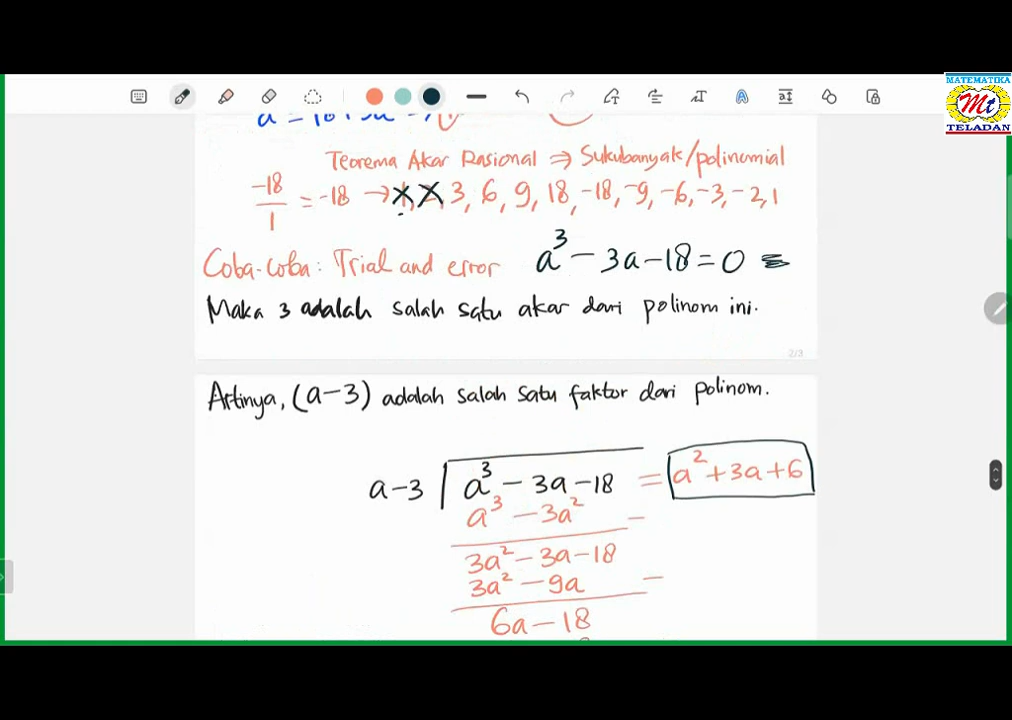 MATEMATIKA
Mt
TELADAN
Teorema Akar Rasional ⇒ Sukubanyak/polinomial
-18/1 = -18 → 3, 6, 9, 18, -18, -9, -6, -3, -2, 1
Coba-coba: Trial and error a³ - 3a - 18 = 0
Maka 3 adalah salah satu akar dari polinom ini.
2/3
Artinya, (a-3) adalah salah satu faktor dari polinom.
a-3 a³ - 3a - 18 = a² + 3a + 6
a³ - 3a² -
3a² - 3a - 18
3a² - 9a -
6a - 18